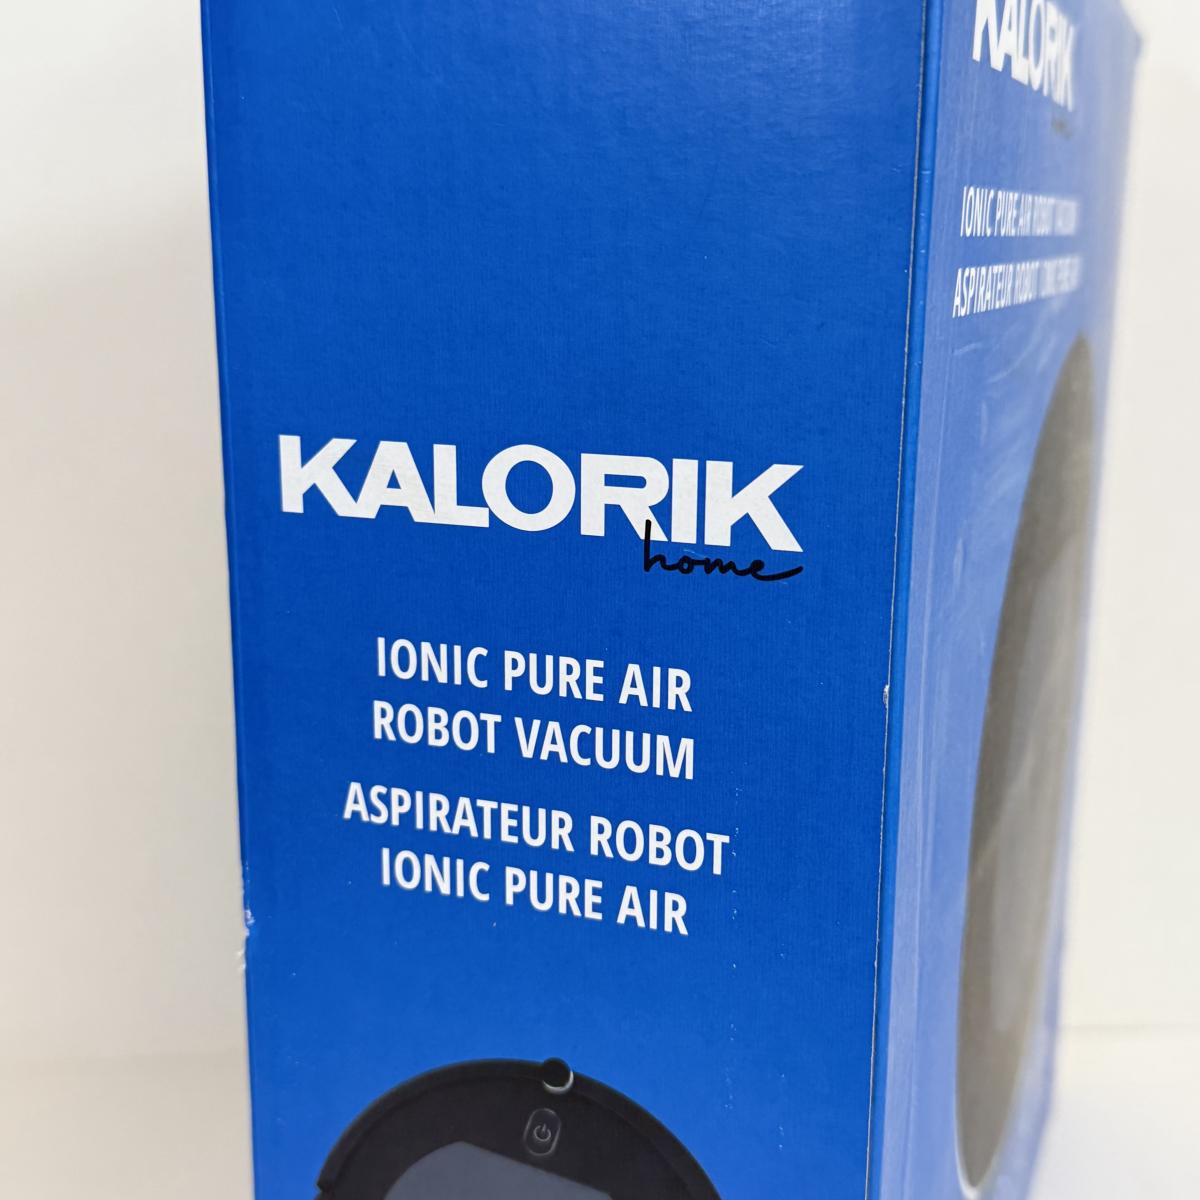 KALORIK
home
IONIC PURE AIR
ROBOT VACUUM
ASPIRATEUR ROBOT
IONIC PURE AIR
KALORIK
IONIC PURE AIR ROBOT VACUUM
ASPIRATEUR ROBOT IONIC PURE AIR